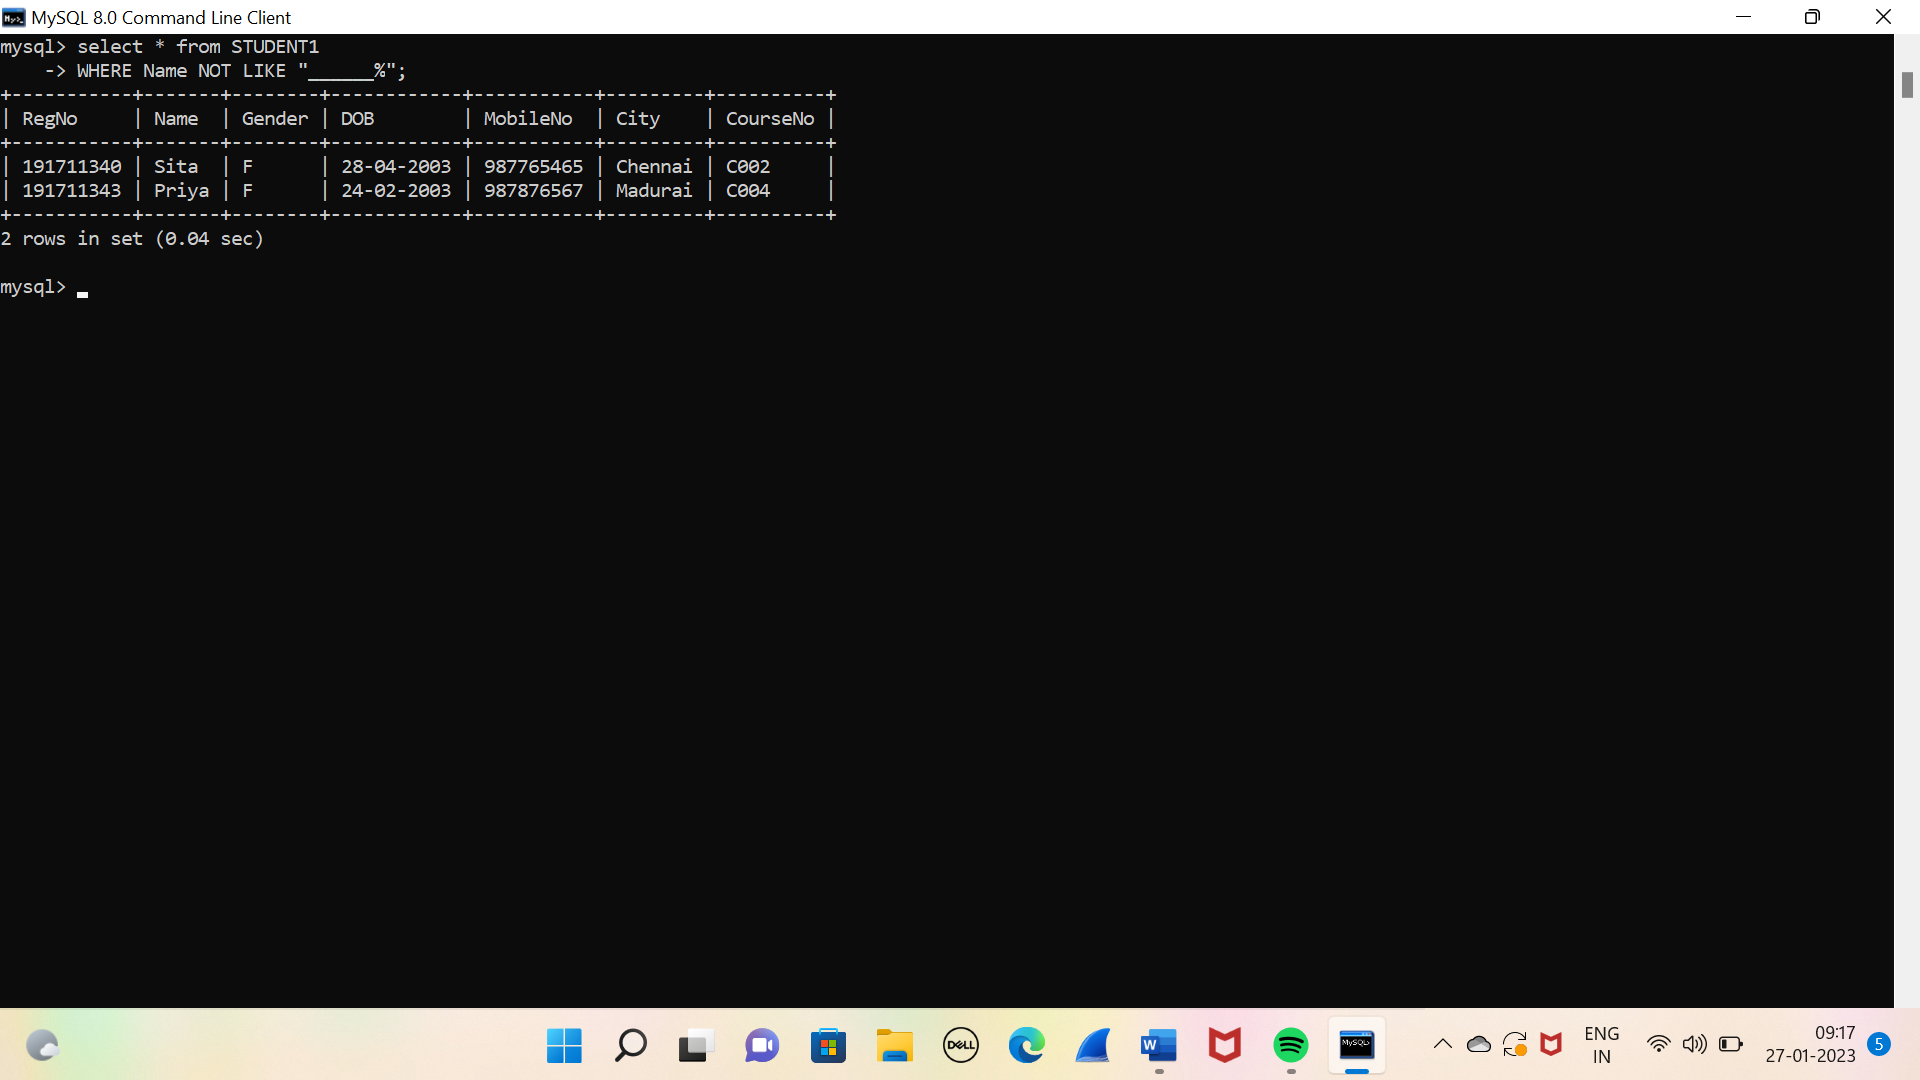 MySQL 8.0 Command Line Client
mysql> select * from STUDENT1
    -> WHERE Name NOT LIKE "______%";
+-----------+-------+--------+------------+-----------+---------+----------+
| RegNo     | Name  | Gender | DOB        | MobileNo  | City    | CourseNo |
+-----------+-------+--------+------------+-----------+---------+----------+
| 191711340 | Sita  | F      | 28-04-2003 | 987765465 | Chennai | C002     |
| 191711343 | Priya | F      | 24-02-2003 | 987876567 | Madurai | C004     |
+-----------+-------+--------+------------+-----------+---------+----------+
2 rows in set (0.04 sec)
mysql>
DELL
W
MySQL>
ENG
IN
09:17
27-01-2023
5